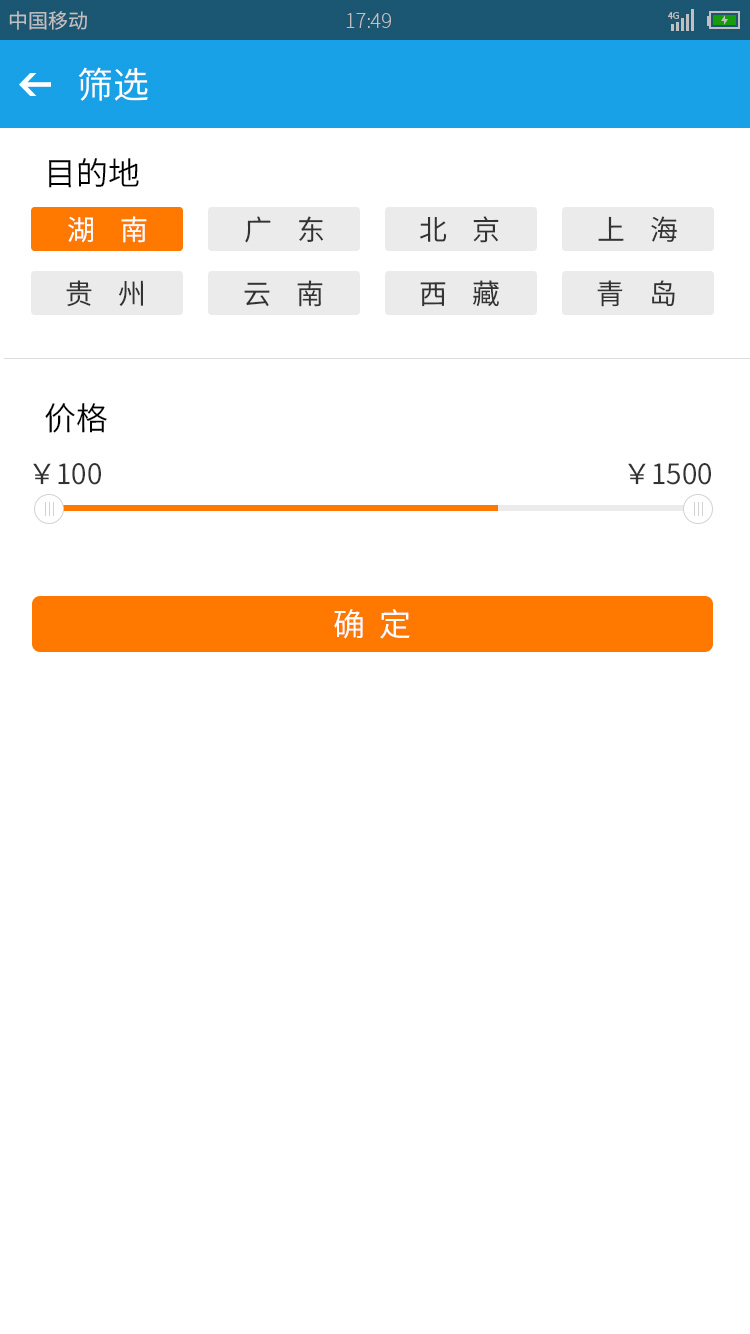 中国移动 17:49 4G
筛选
目的地
湖 南 广 东 北 京 上 海
贵 州 云 南 西 藏 青 岛
价格
￥100 ￥1500
确 定